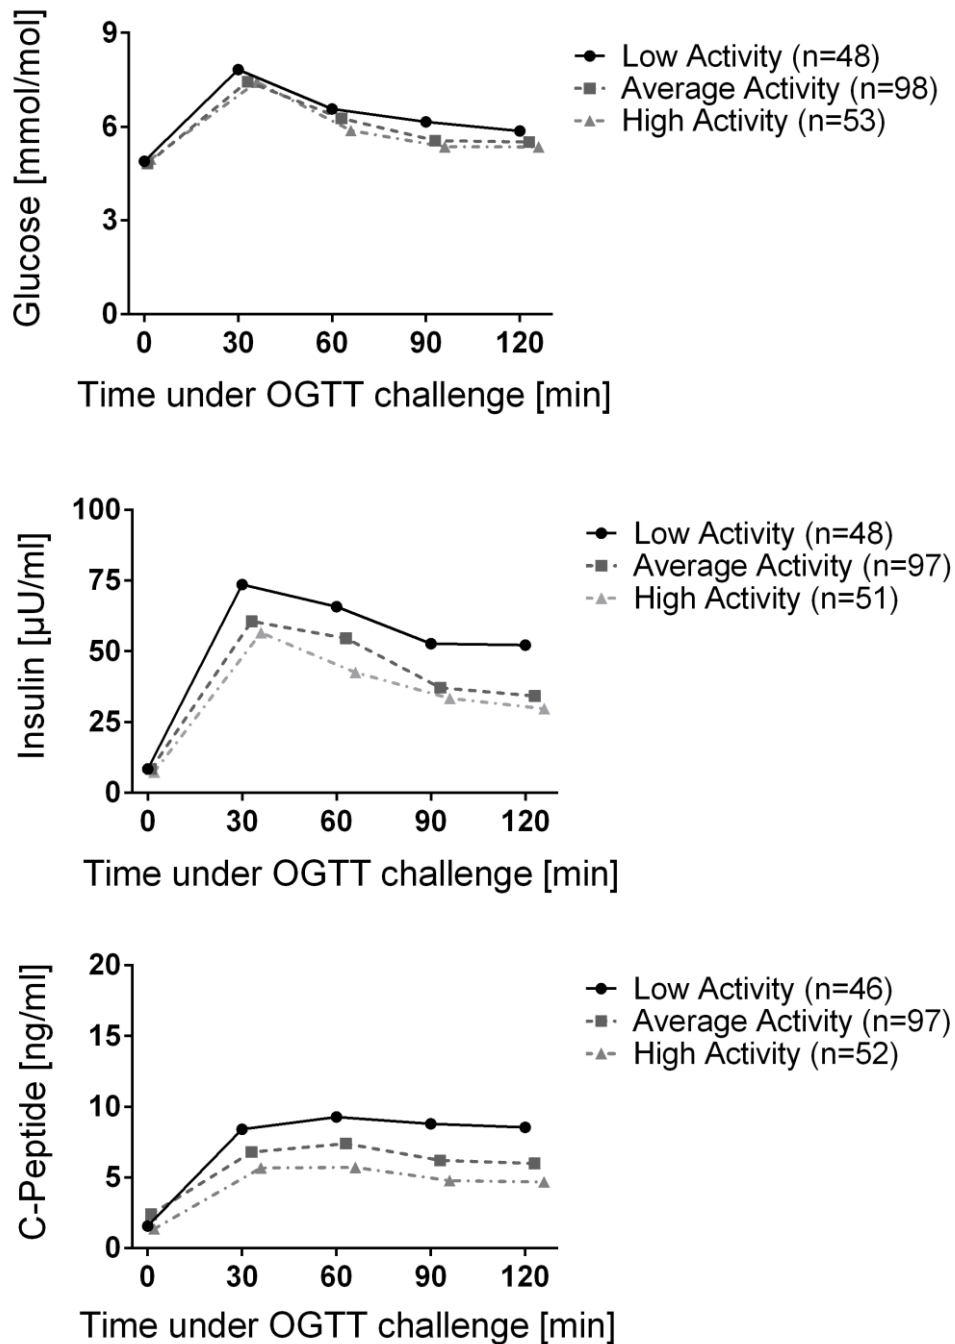 Glucose [mmol/mol]
9
6
3
0
0 30 60 90 120
Time under OGTT challenge [min]
Low Activity (n=48)
Average Activity (n=98)
High Activity (n=53)
Insulin [µU/ml]
100
75
50
25
0
0 30 60 90 120
Time under OGTT challenge [min]
Low Activity (n=48)
Average Activity (n=97)
High Activity (n=51)
C-Peptide [ng/ml]
20
15
10
5
0
0 30 60 90 120
Time under OGTT challenge [min]
Low Activity (n=46)
Average Activity (n=97)
High Activity (n=52)